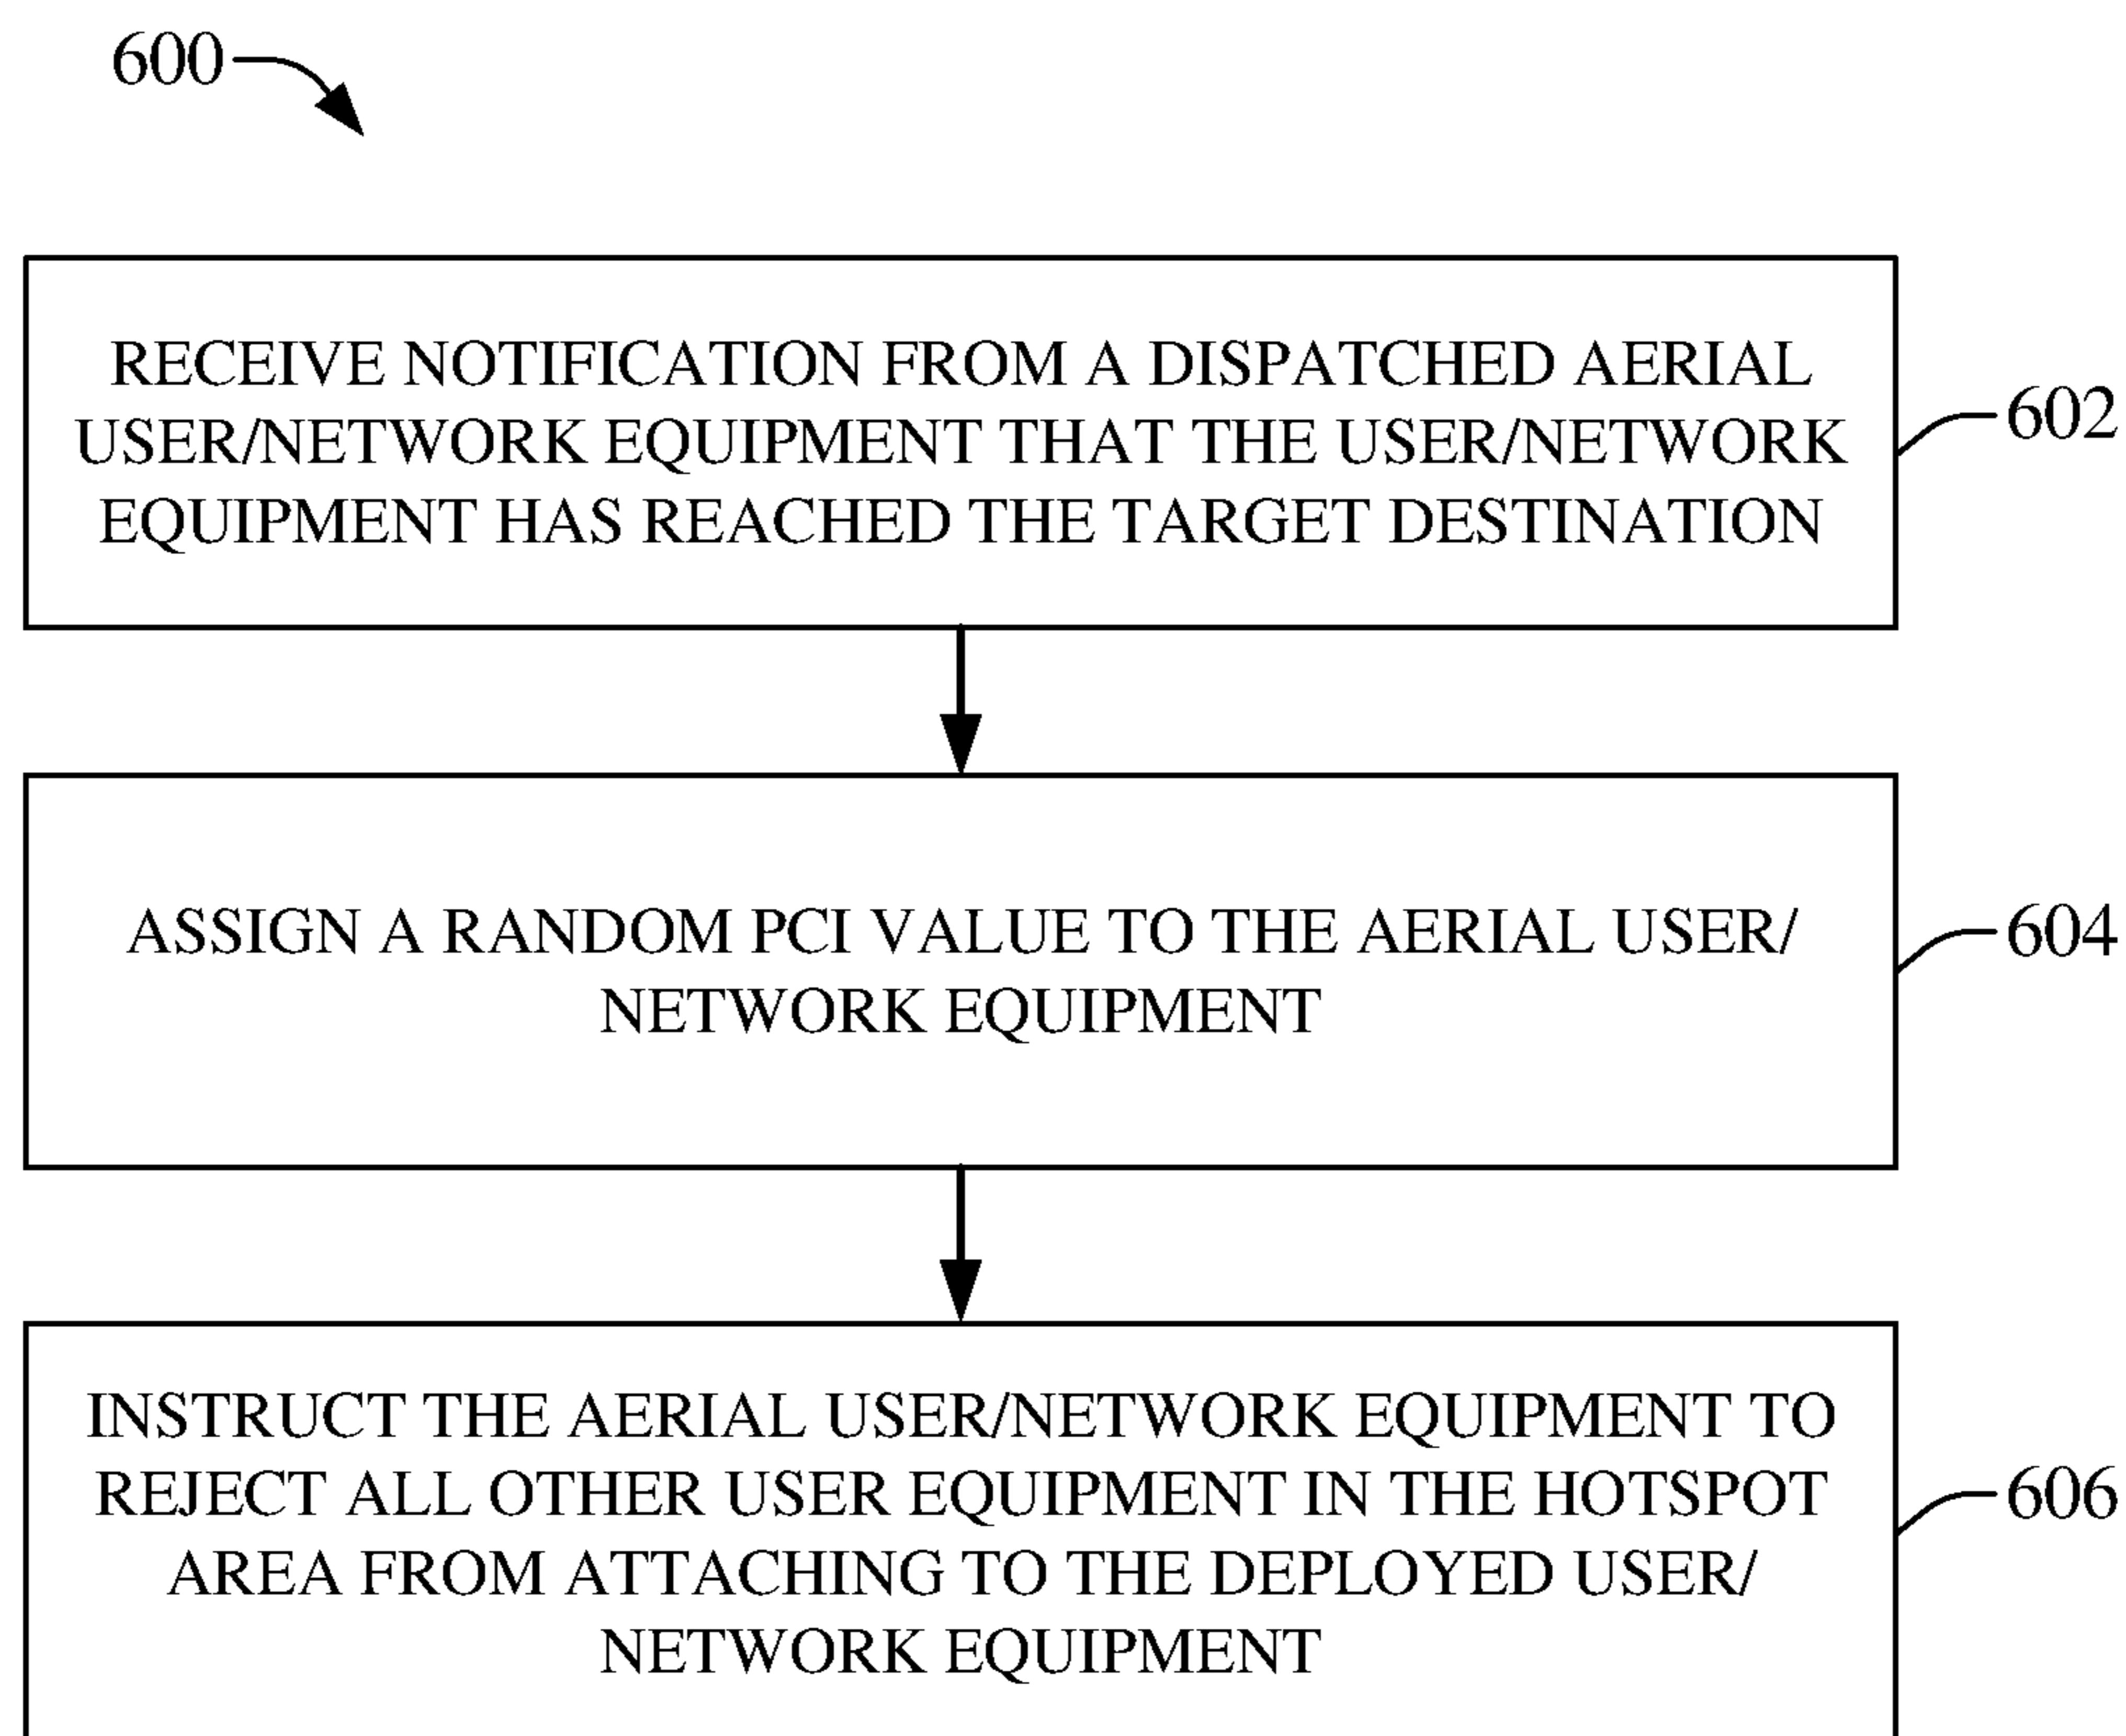 600
RECEIVE NOTIFICATION FROM A DISPATCHED AERIAL
USER/NETWORK EQUIPMENT THAT THE USER/NETWORK
EQUIPMENT HAS REACHED THE TARGET DESTINATION
602
ASSIGN A RANDOM PCI VALUE TO THE AERIAL USER/
NETWORK EQUIPMENT
604
INSTRUCT THE AERIAL USER/NETWORK EQUIPMENT TO
REJECT ALL OTHER USER EQUIPMENT IN THE HOTSPOT
AREA FROM ATTACHING TO THE DEPLOYED USER/
NETWORK EQUIPMENT
606